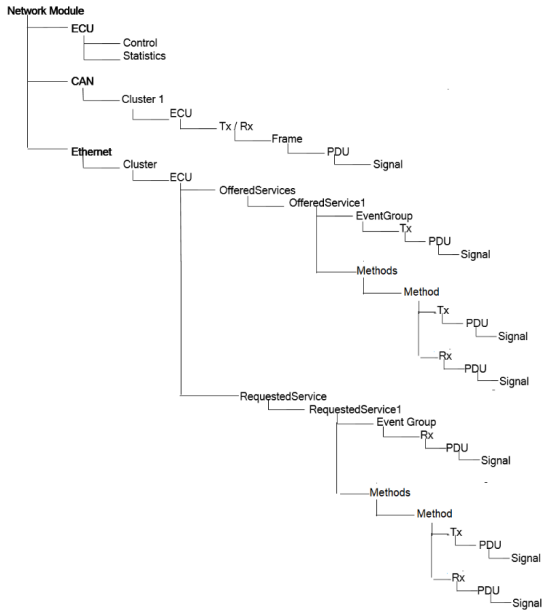 Network Module
ECU
Control
Statistics
CAN
Cluster 1
ECU
Tx / Rx
Frame
PDU
Signal
Ethernet
Cluster
ECU
OfferedServices
OfferedService1
EventGroup
Tx
PDU
Signal
Methods
Method
Tx
PDU
Signal
Rx
PDU
Signal
RequestedService
RequestedService1
Event Group
Rx
PDU
Signal
Methods
Method
Tx
PDU
Signal
Rx
PDU
Signal